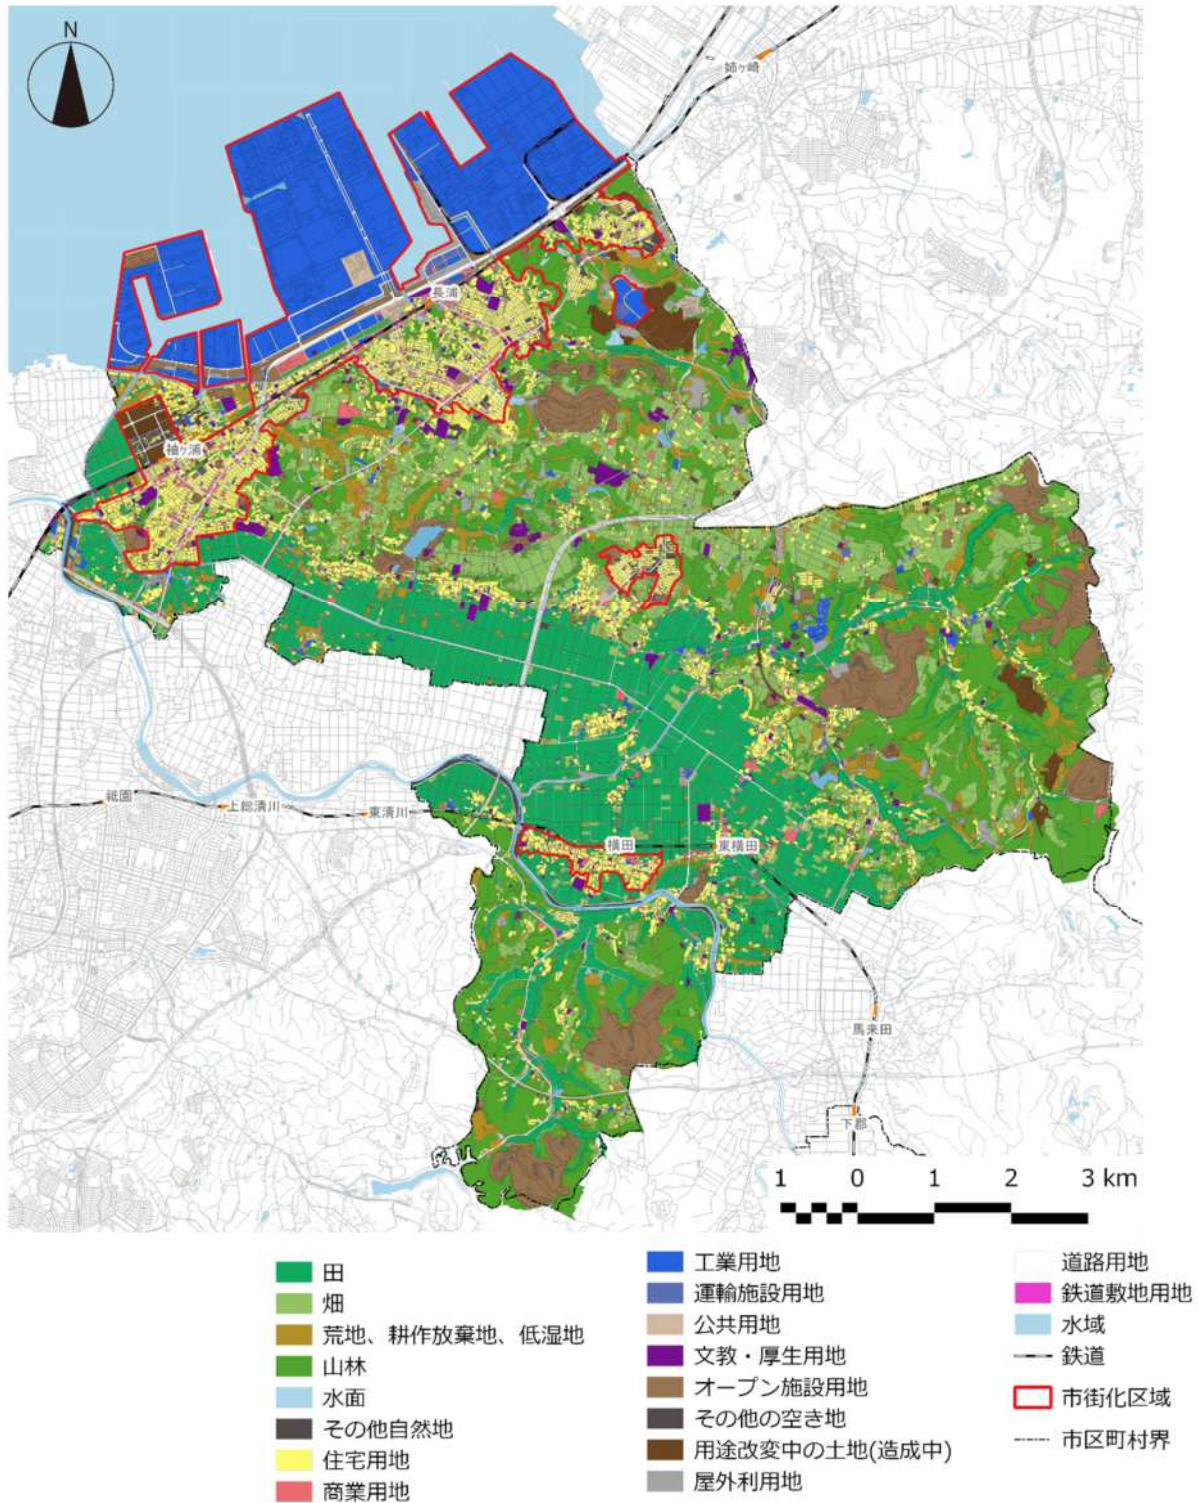 N
姉ヶ崎
長浦
袖ケ浦
祇園
上総清川
東清川
横田
東横田
馬来田
下郡
1 0 1 2 3 km
田
畑
荒地、耕作放棄地、低湿地
山林
水面
その他自然地
住宅用地
商業用地
工業用地
運輸施設用地
公共用地
文教・厚生用地
オープン施設用地
その他の空き地
用途改変中の土地(造成中)
屋外利用地
道路用地
鉄道敷地用地
水域
鉄道
市街化区域
市区町村界